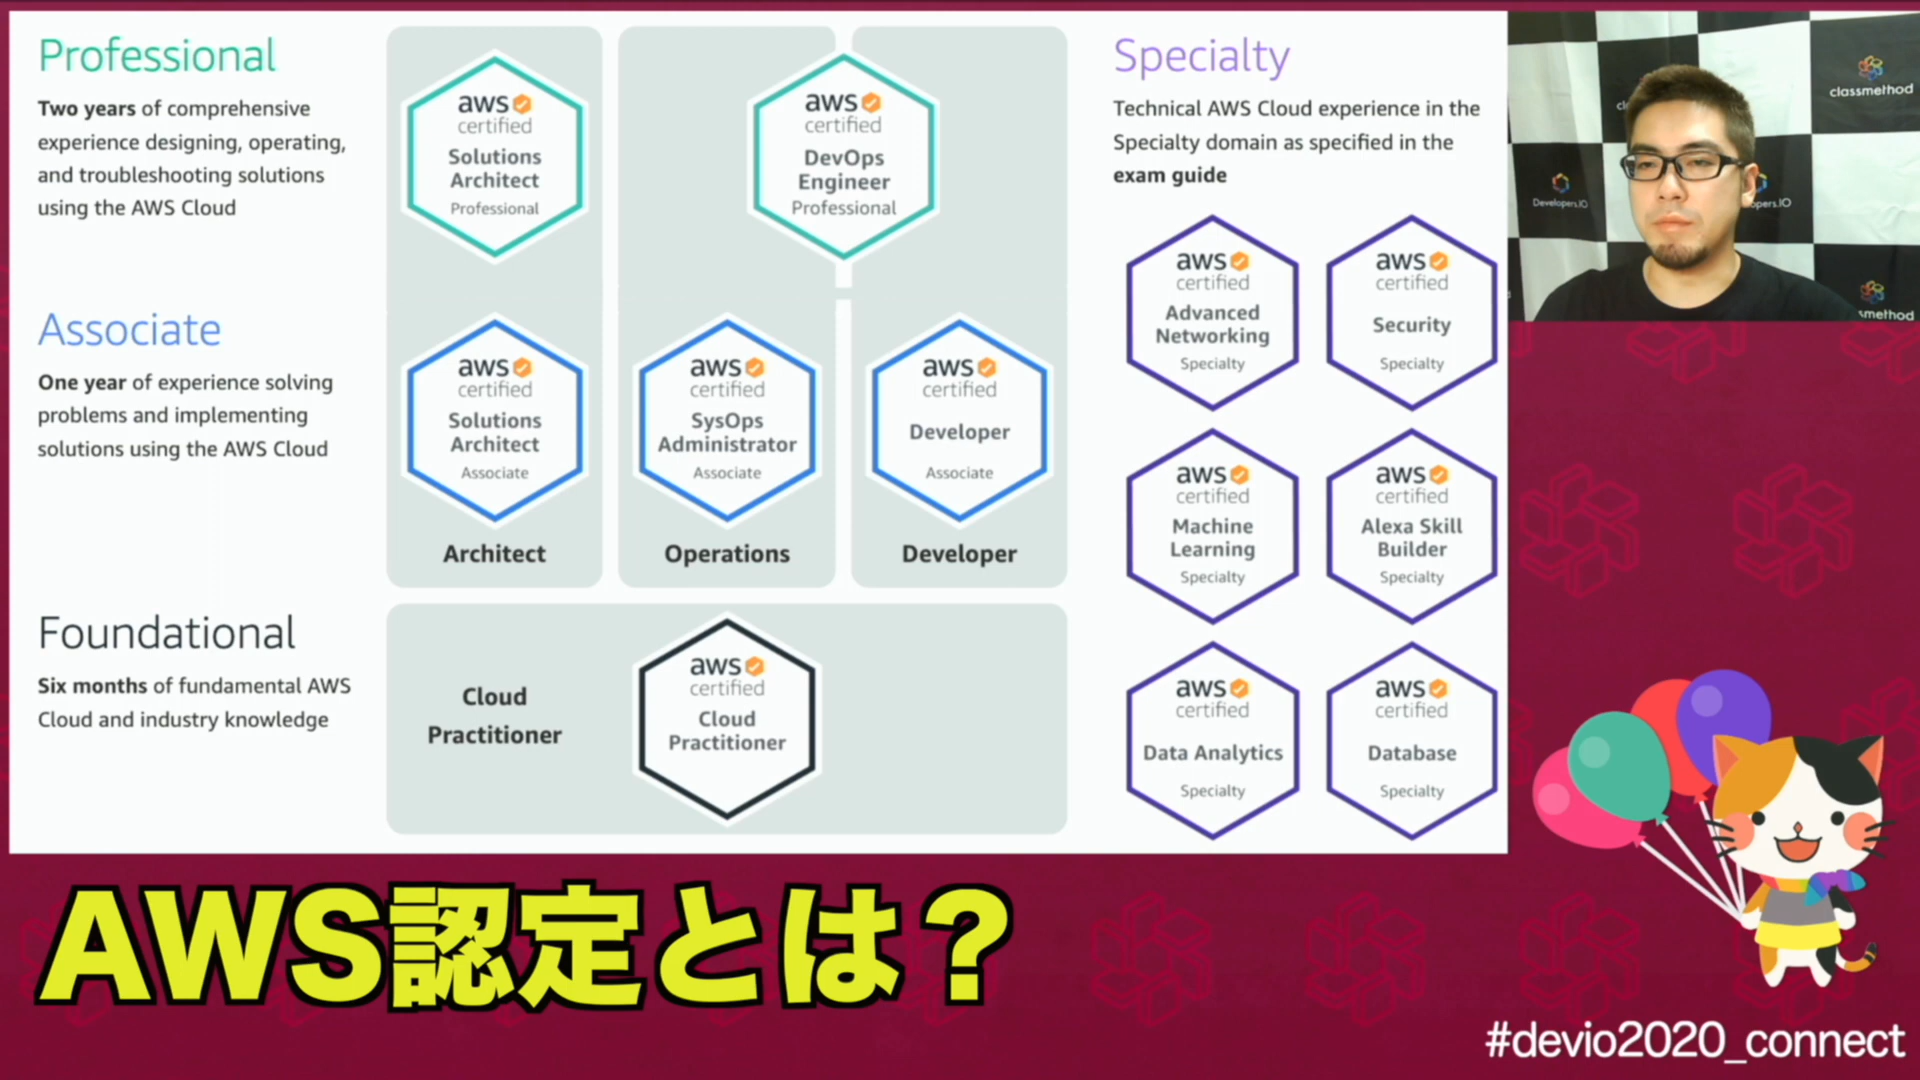 Professional
Two years of comprehensive
experience designing, operating,
and troubleshooting solutions
using the AWS Cloud
aws
certified
Solutions
Architect
Professional
aws
certified
DevOps
Engineer
Professional
Associate
One year of experience solving
problems and implementing
solutions using the AWS Cloud
aws
certified
Solutions
Architect
Associate
aws
certified
SysOps
Administrator
Associate
aws
certified
Developer
Associate
Architect
Operations
Developer
Foundational
Six months of fundamental AWS
Cloud and industry knowledge
Cloud
Practitioner
aws
certified
Cloud
Practitioner
Specialty
Technical AWS Cloud experience in the
Specialty domain as specified in the
exam guide
aws
certified
Advanced
Networking
Specialty
aws
certified
Security
Specialty
aws
certified
Machine
Learning
Specialty
aws
certified
Alexa Skill
Builder
Specialty
aws
certified
Data Analytics
Specialty
aws
certified
Database
Specialty
classmethod
Developers.IO
opers.IO
smethod
AWS認定とは？
#devio2020_connect